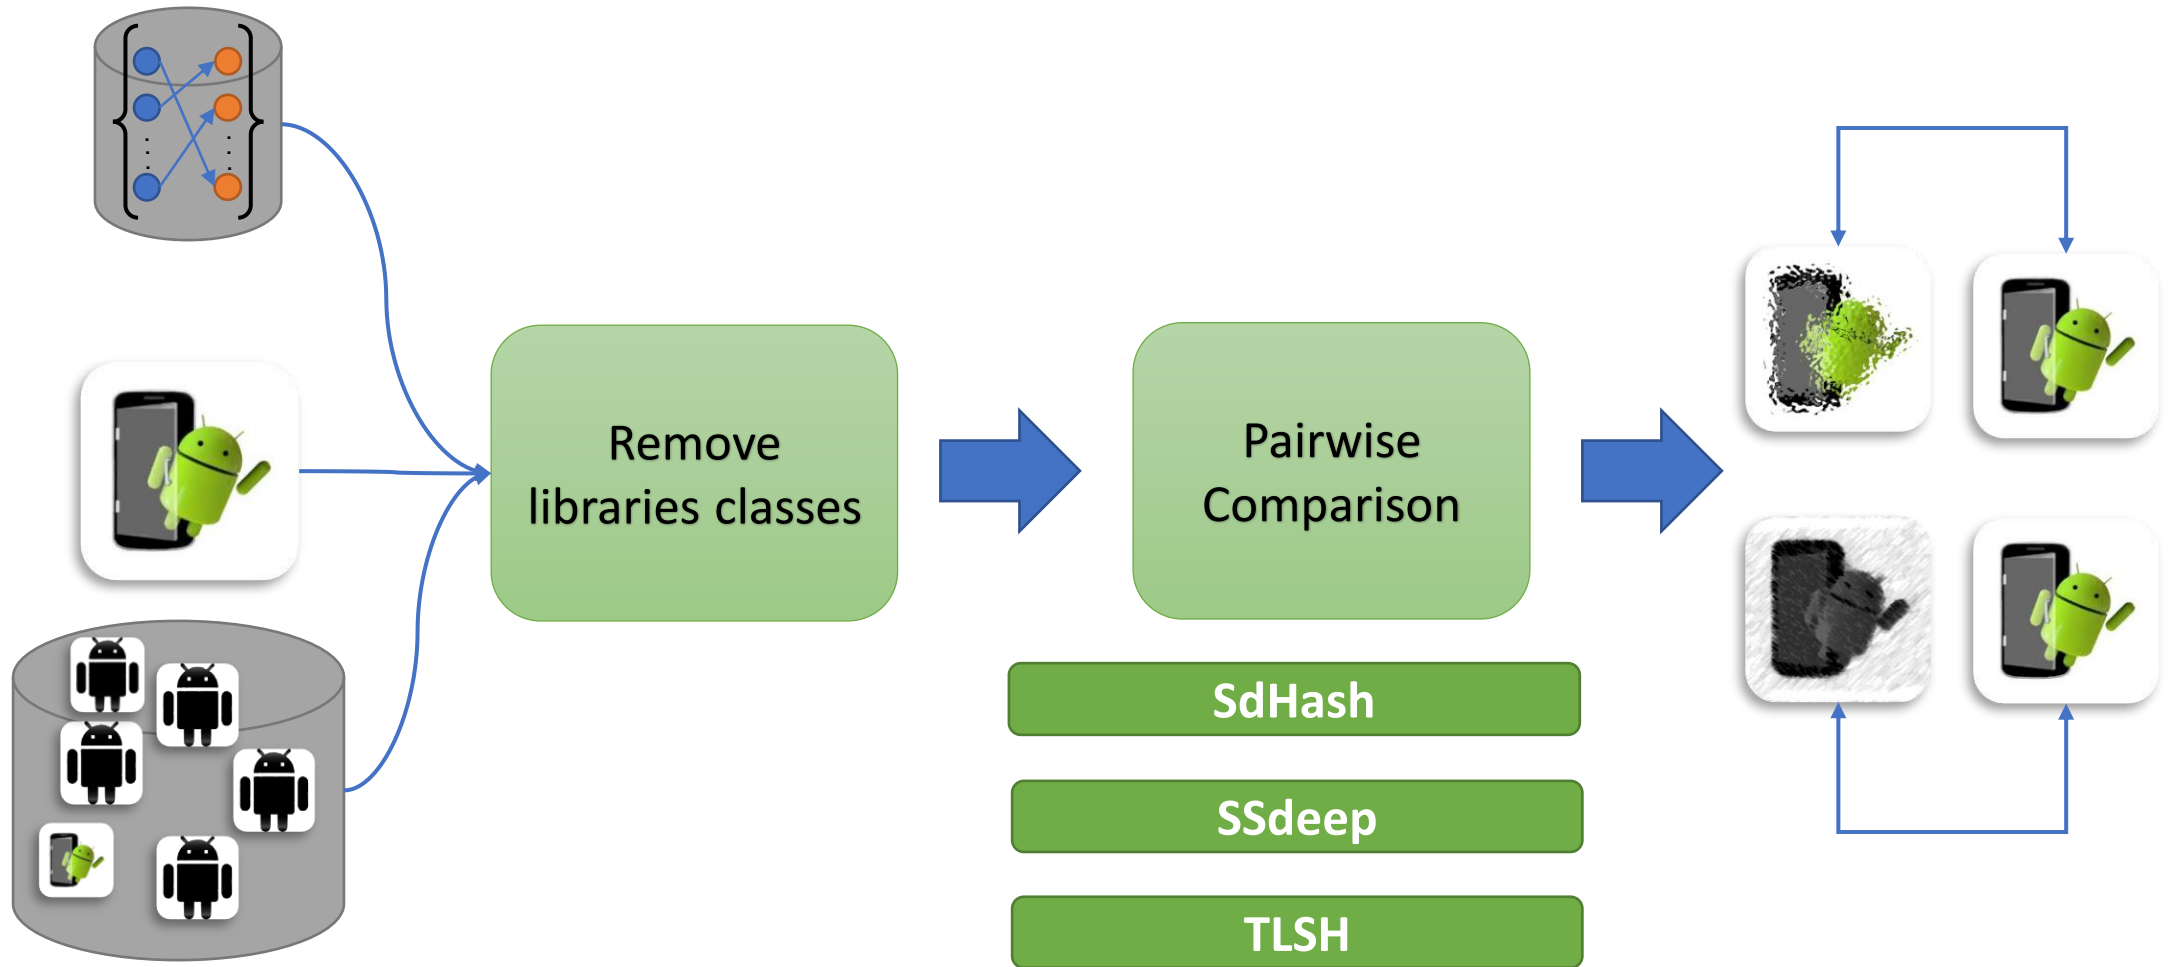 Remove
libraries classes
Pairwise
Comparison
SdHash
SSdeep
TLSH